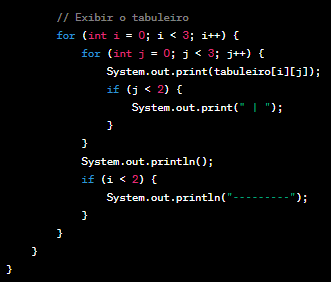 // Exibir o tabuleiro
for (int i = 0; i < 3; i++) {
for (int j = 0; j < 3; j++) {
System.out.print(tabuleiro[i][j]);
if (j < 2) {
System.out.print(" | ");
}
}
System.out.println();
if (i < 2) {
System.out.println("---------");
}
}
}
}